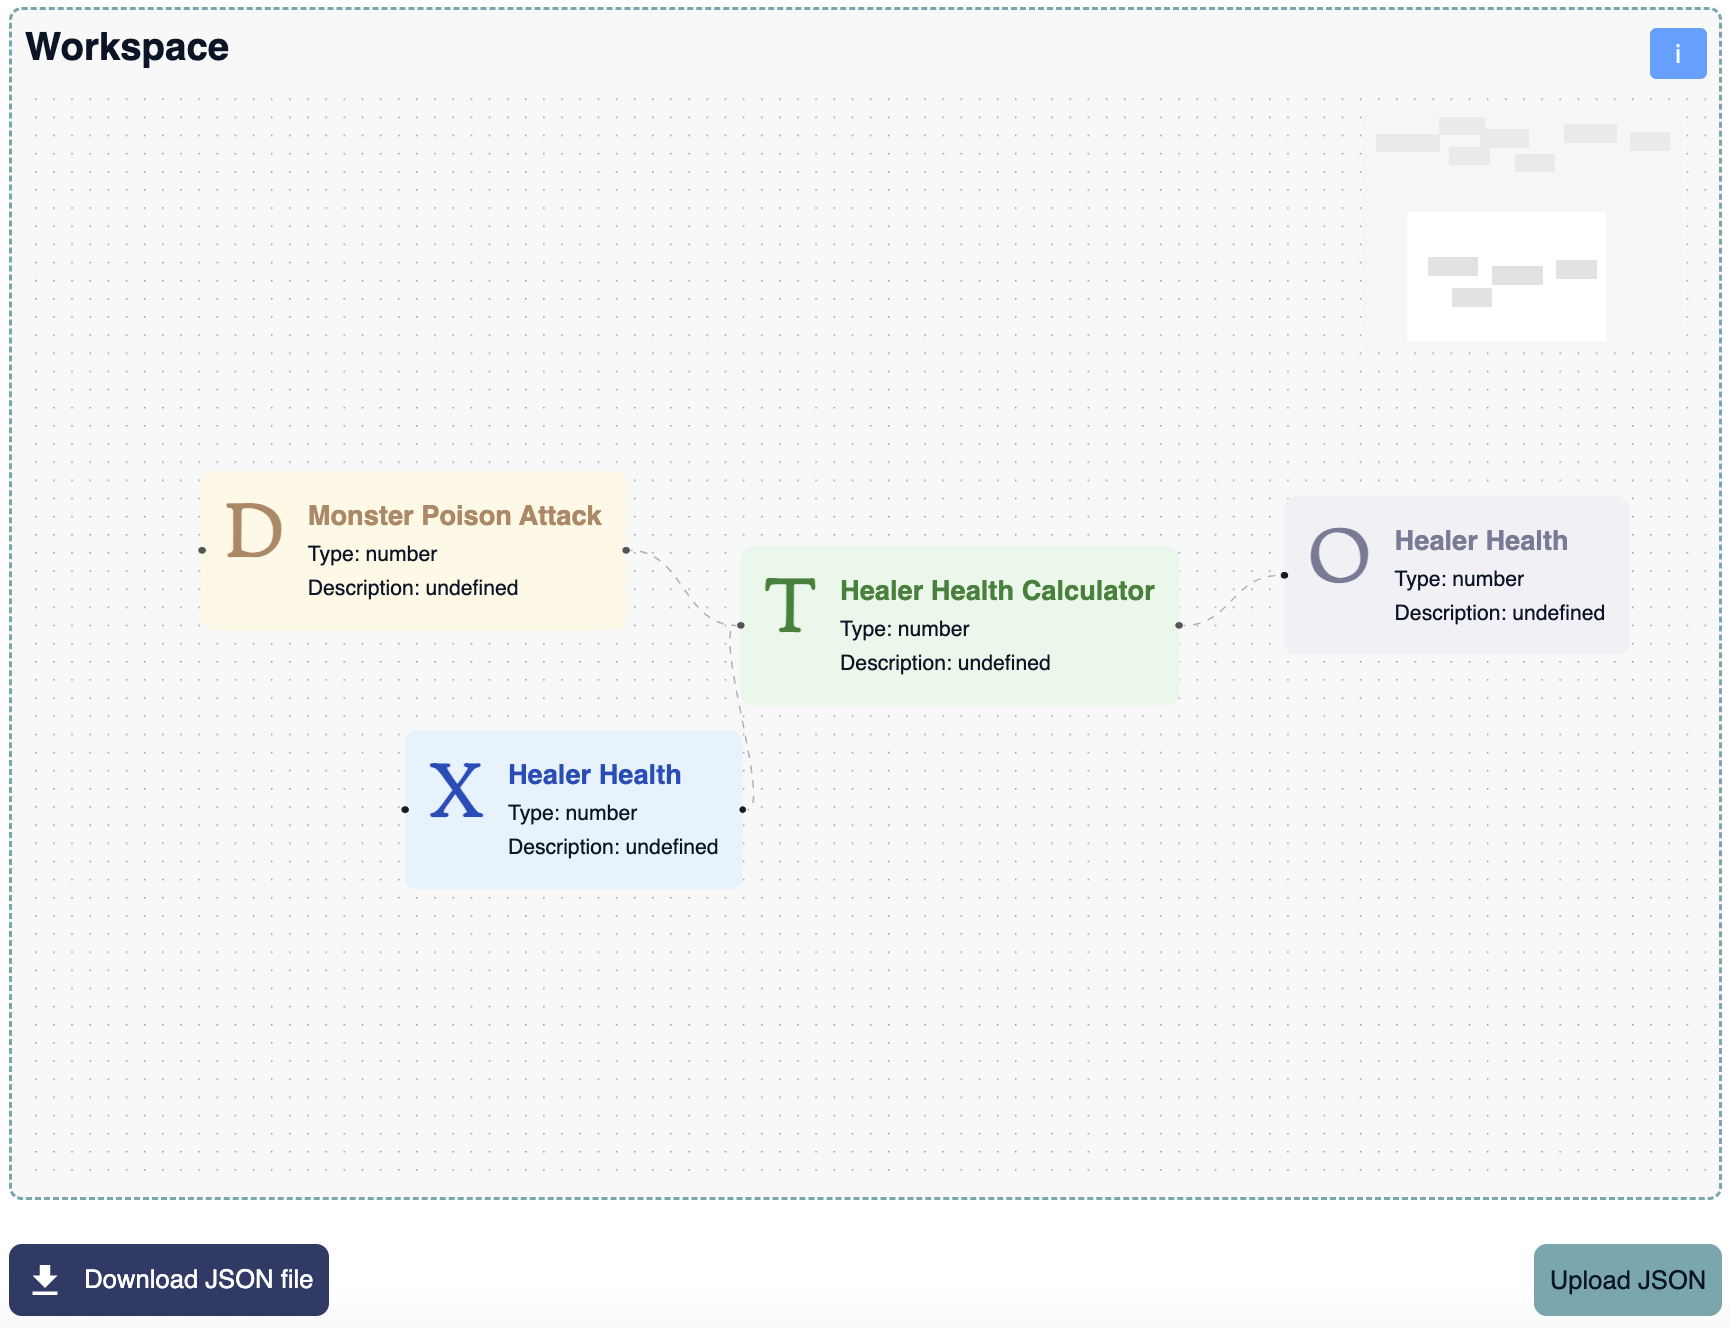 Workspace
i
D
Monster Poison Attack
Type: number
Description: undefined
T
Healer Health Calculator
Type: number
Description: undefined
O
Healer Health
Type: number
Description: undefined
X
Healer Health
Type: number
Description: undefined
Download JSON file
Upload JSON